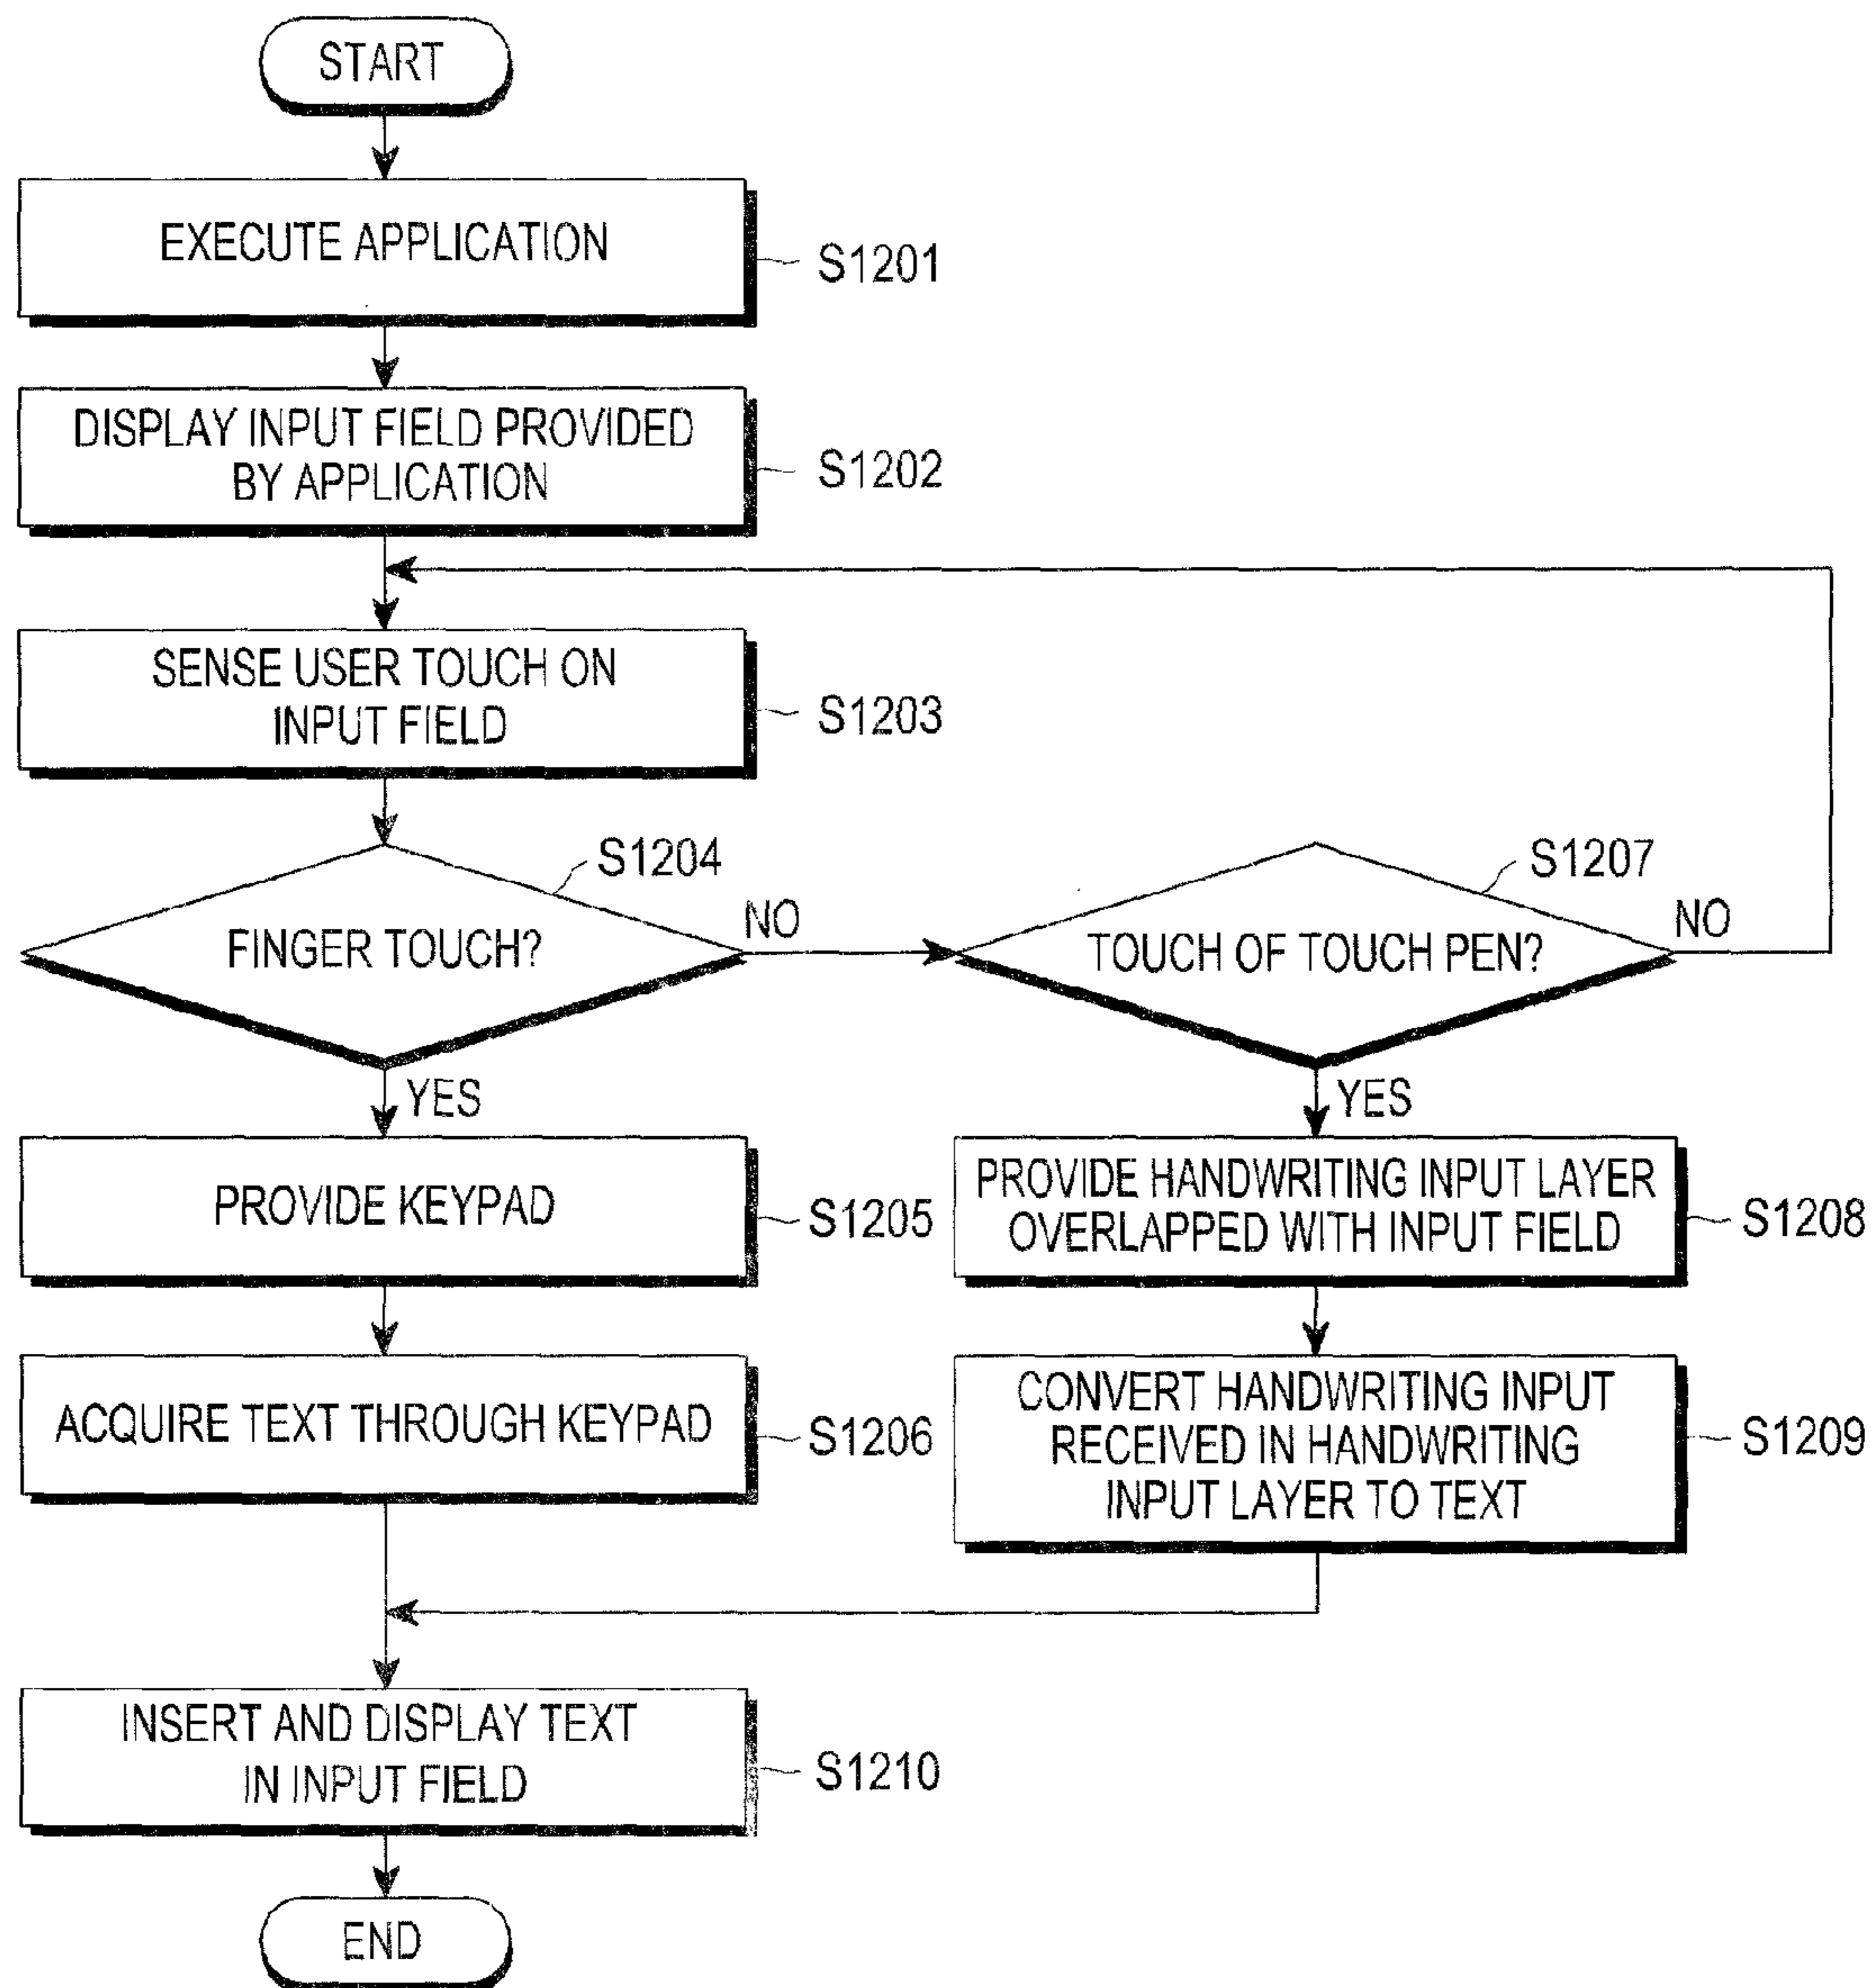 START
EXECUTE APPLICATION
S1201
DISPLAY INPUT FIELD PROVIDED
BY APPLICATION
S1202
SENSE USER TOUCH ON
INPUT FIELD
S1203
S1204
FINGER TOUCH?
NO
YES
S1207
TOUCH OF TOUCH PEN?
NO
YES
PROVIDE KEYPAD
S1205
PROVIDE HANDWRITING INPUT LAYER
OVERLAPPED WITH INPUT FIELD
S1208
ACQUIRE TEXT THROUGH KEYPAD
S1206
CONVERT HANDWRITING INPUT
RECEIVED IN HANDWRITING
INPUT LAYER TO TEXT
S1209
INSERT AND DISPLAY TEXT
IN INPUT FIELD
S1210
END